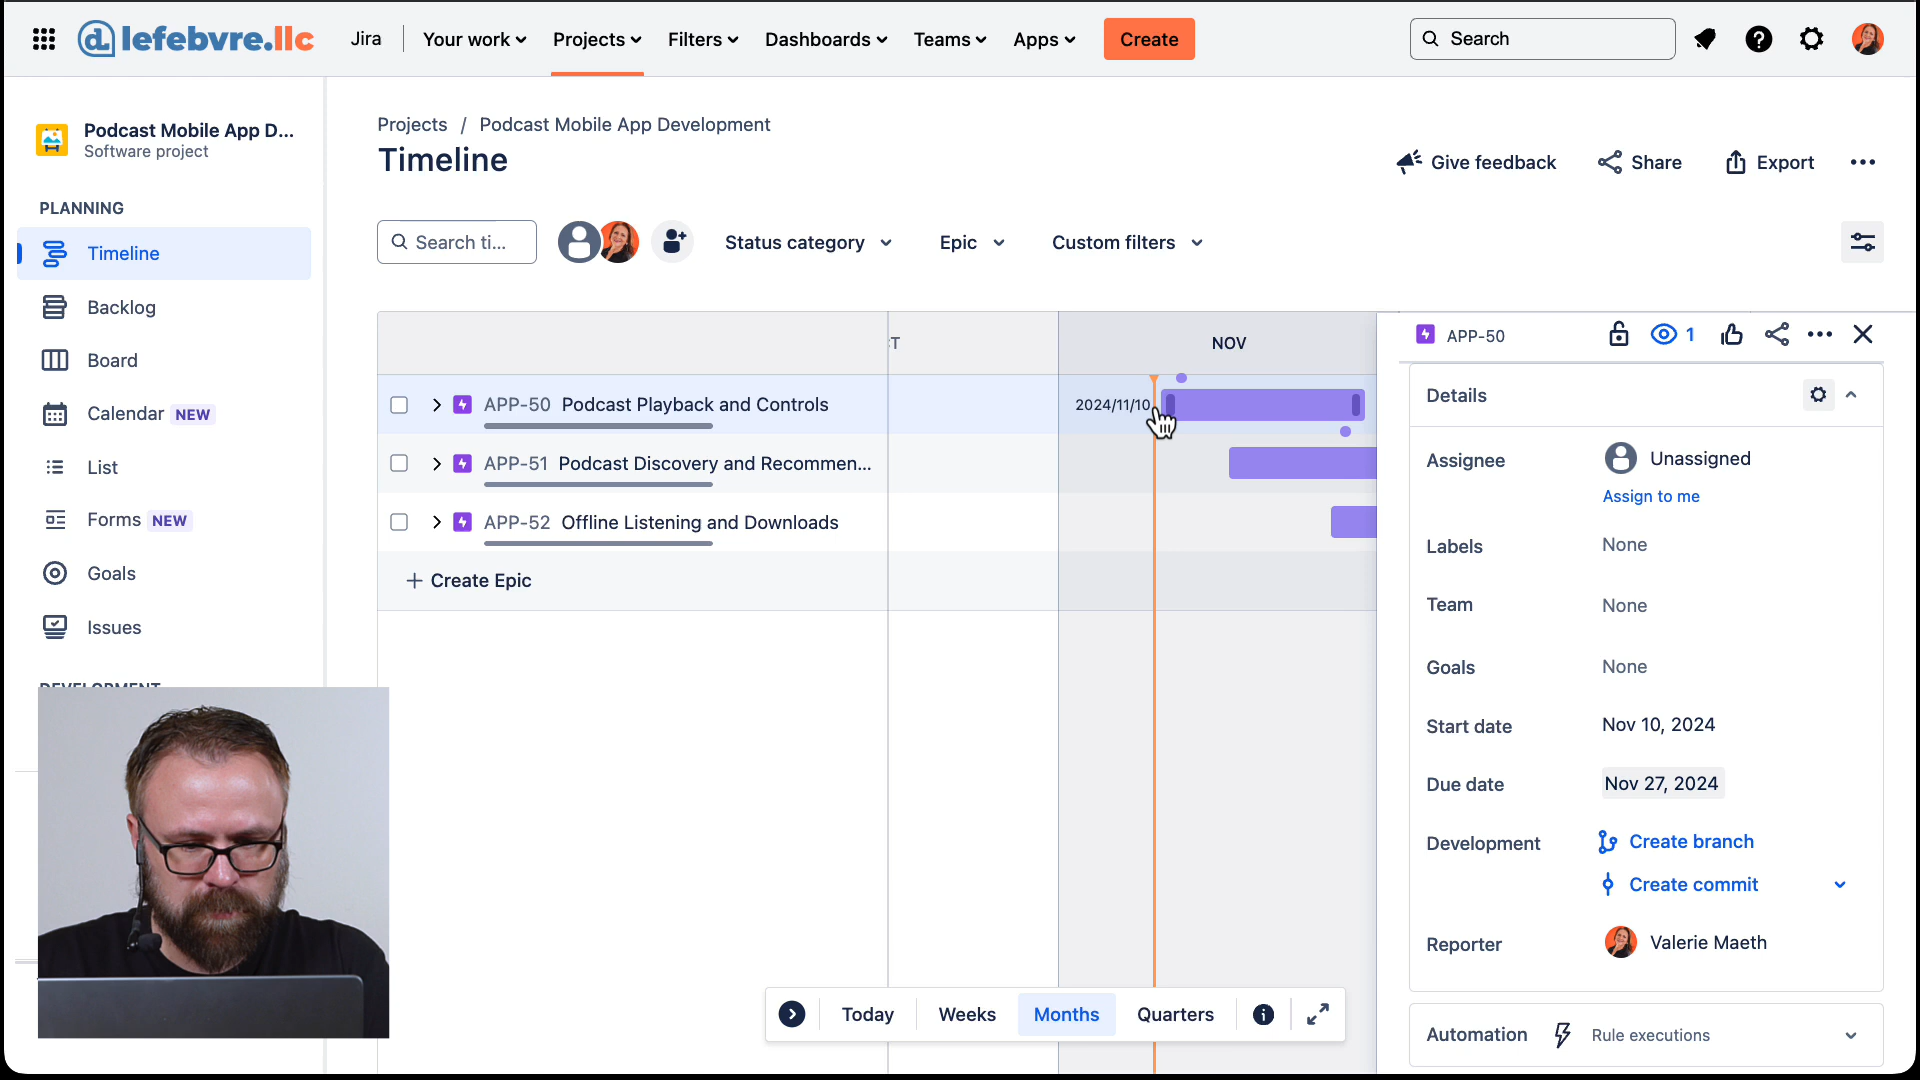 lefebvre.llc
Jira
Your work
Projects
Filters
Dashboards
Teams
Apps
Create
Search
Podcast Mobile App D...
Software project
PLANNING
Timeline
Backlog
Board
Calendar NEW
List
Forms NEW
Goals
Issues
DEVELOPMENT
Projects / Podcast Mobile App Development
Timeline
Give feedback
Share
Export
Search ti...
Status category
Epic
Custom filters
NOV
APP-50 Podcast Playback and Controls
2024/11/10
APP-51 Podcast Discovery and Recommen...
APP-52 Offline Listening and Downloads
+ Create Epic
Today
Weeks
Months
Quarters
APP-50
1
Details
Assignee
Unassigned
Assign to me
Labels
None
Team
None
Goals
None
Start date
Nov 10, 2024
Due date
Nov 27, 2024
Development
Create branch
Create commit
Reporter
Valerie Maeth
Automation
Rule executions